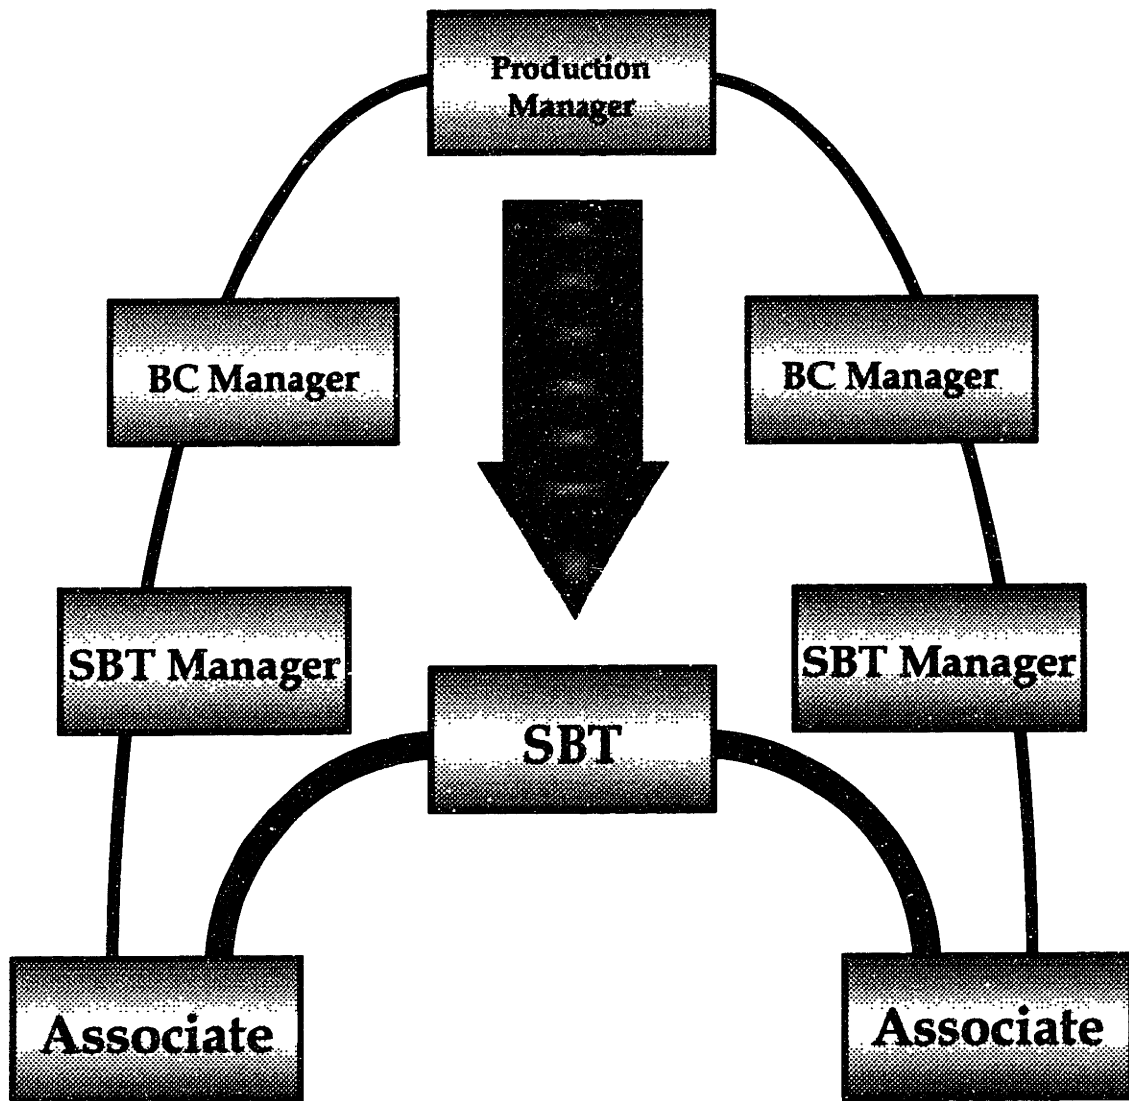 Production
Manager
BC Manager
BC Manager
SBT Manager
SBT Manager
SBT
Associate
Associate